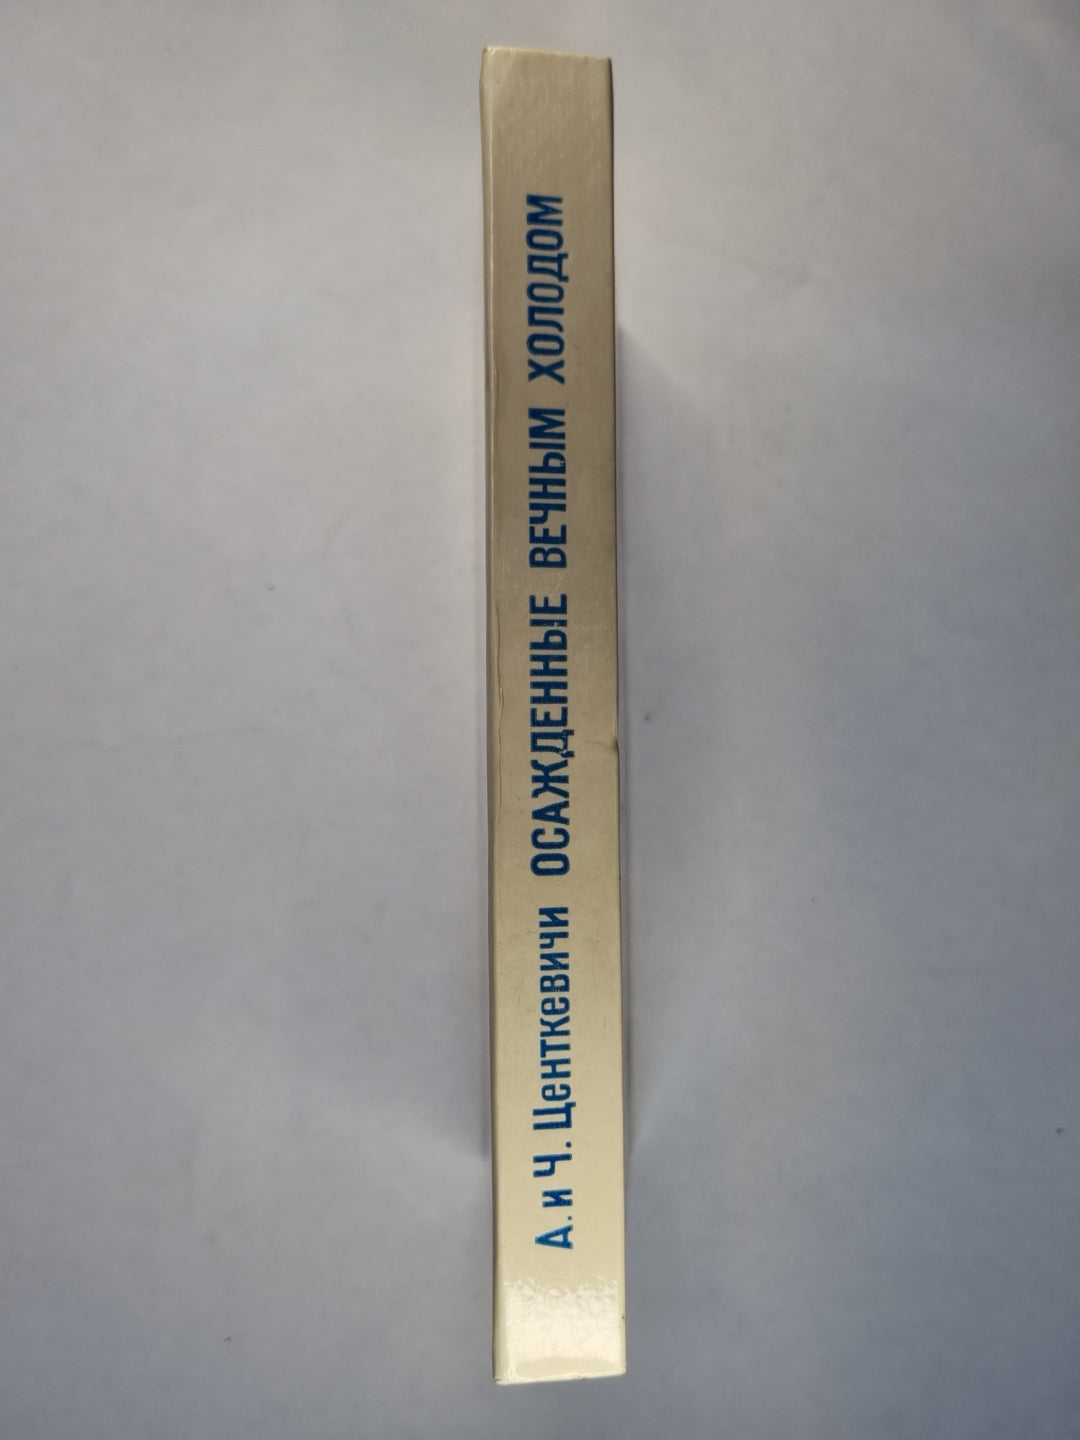 А. и Ч. Центкевичи ОСАЖДЕННЫЕ ВЕЧНЫМ ХОЛОДОМ